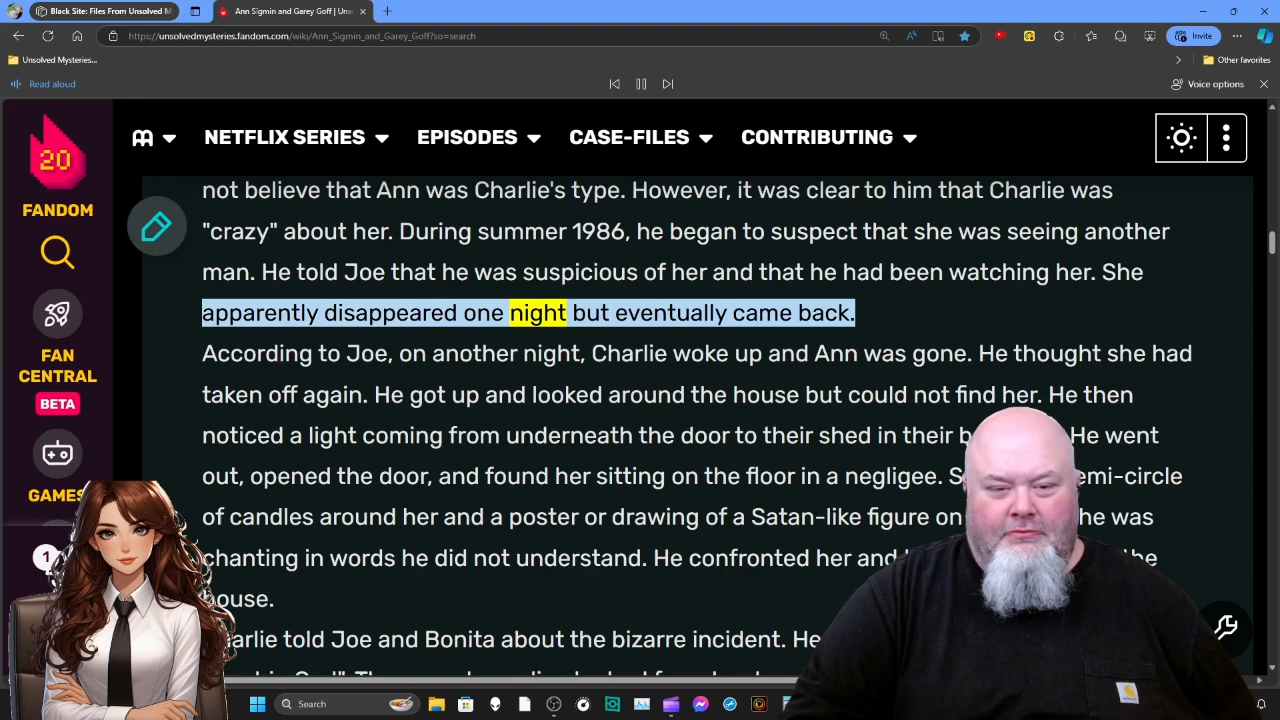 Black Site: Files From Unsolved M
Ann Sigmin and Garey Goff | Uns
https://unsolvedmysteries.fandom.com/wiki/Ann_Sigmin_and_Garey_Goff?so=search
Invite
Unsolved Mysteries...
Other favorites
Read aloud
Voice options
20
FANDOM
FAN
CENTRAL
BETA
GAMES
1
NETFLIX SERIES
EPISODES
CASE-FILES
CONTRIBUTING
not believe that Ann was Charlie's type. However, it was clear to him that Charlie was
"crazy" about her. During summer 1986, he began to suspect that she was seeing another
man. He told Joe that he was suspicious of her and that he had been watching her. She
apparently disappeared one night but eventually came back.
According to Joe, on another night, Charlie woke up and Ann was gone. He thought she had
taken off again. He got up and looked around the house but could not find her. He then
noticed a light coming from underneath the door to their shed in their b He went
out, opened the door, and found her sitting on the floor in a negligee. S emi-circle
of candles around her and a poster or drawing of a Satan-like figure on he was
chanting in words he did not understand. He confronted her and he
house.
arlie told Joe and Bonita about the bizarre incident. He
Search